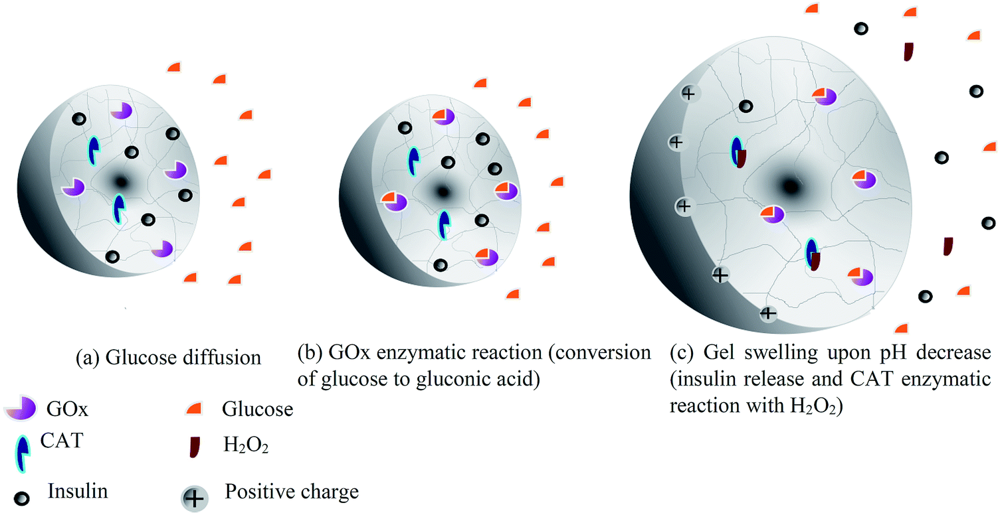 (a) Glucose diffusion
(b) GOx enzymatic reaction (conversion
of glucose to gluconic acid)
(c) Gel swelling upon pH decrease
(insulin release and CAT enzymatic
reaction with H₂O₂)
GOx
Glucose
CAT
H₂O₂
Insulin
Positive charge